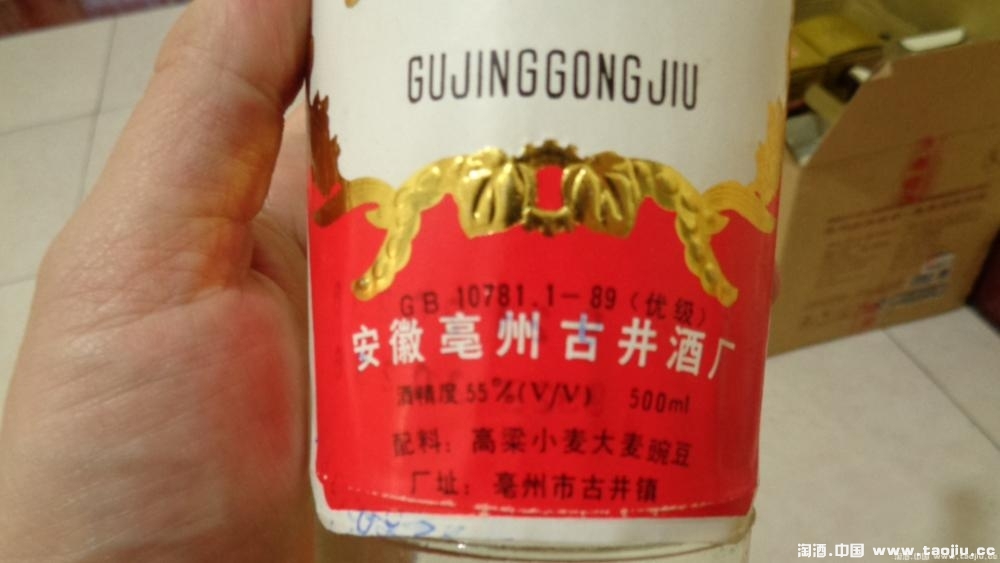 GUJINGGONGJIU
GB 10781.1-89(优级)
安徽亳州古井酒厂
酒精度55%(V/V) 500ml
配料:高粱小麦大麦豌豆
厂址:亳州市古井镇
淘酒.中国 www.taojiu.cc